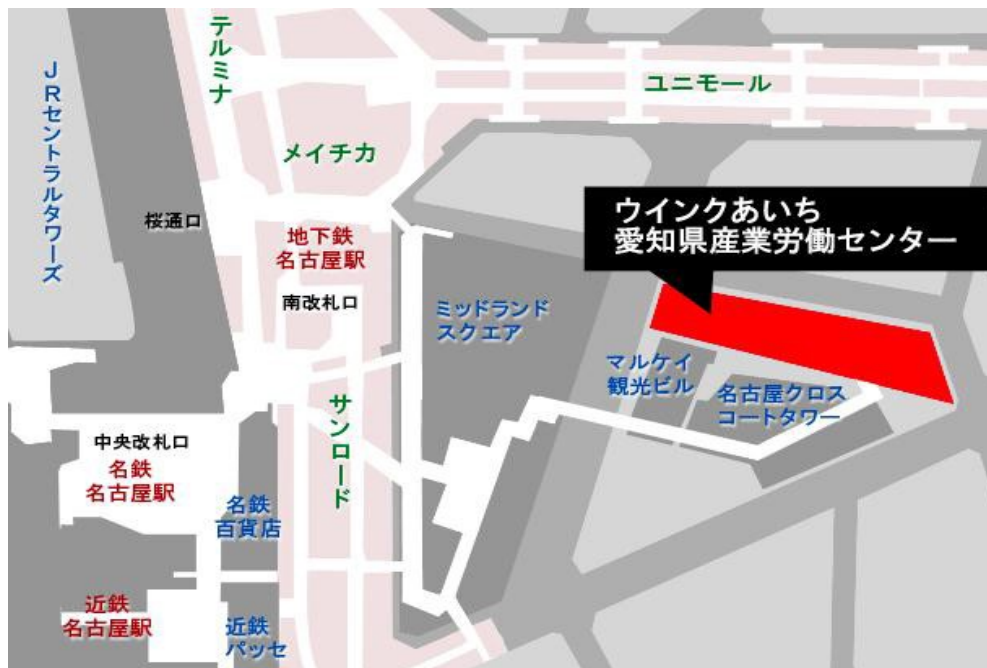 テルミナ
JRセントラルタワーズ
ユニモール
メイチカ
ウインクあいち
愛知県産業労働センター
桜通口
地下鉄
名古屋駅
南改札口
ミッドランド
スクエア
マルケイ
観光ビル
名古屋クロス
コートタワー
サンロード
中央改札口
名鉄
名古屋駅
名鉄
百貨店
近鉄
名古屋駅
近鉄
パッセ